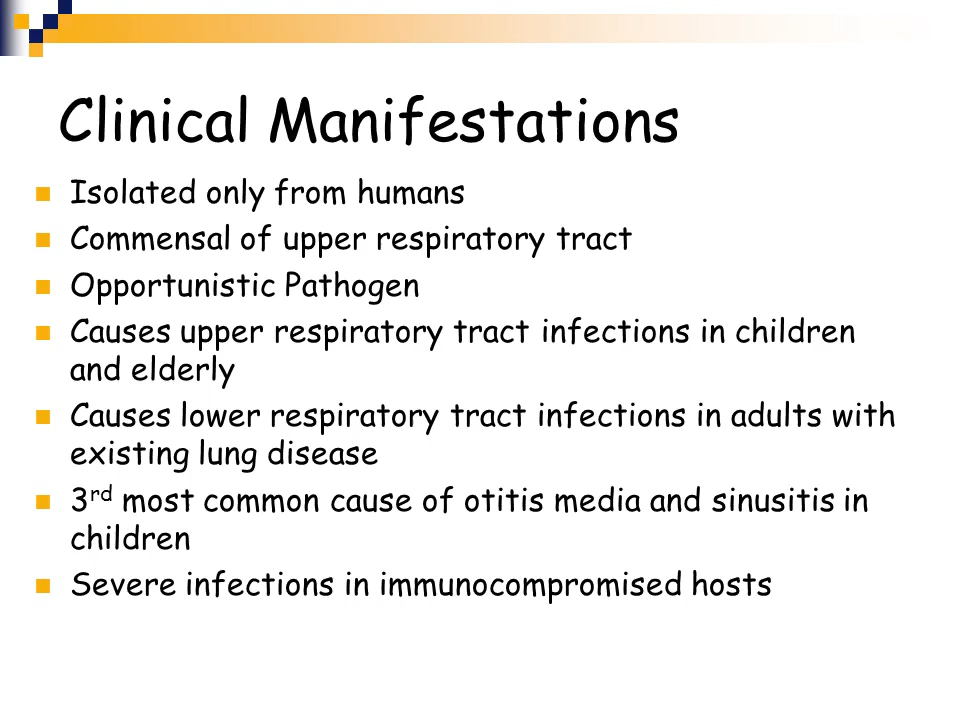 Clinical Manifestations
Isolated only from humans
Commensal of upper respiratory tract
Opportunistic Pathogen
Causes upper respiratory tract infections in children
and elderly
Causes lower respiratory tract infections in adults with
existing lung disease
3rd most common cause of otitis media and sinusitis in
children
Severe infections in immunocompromised hosts